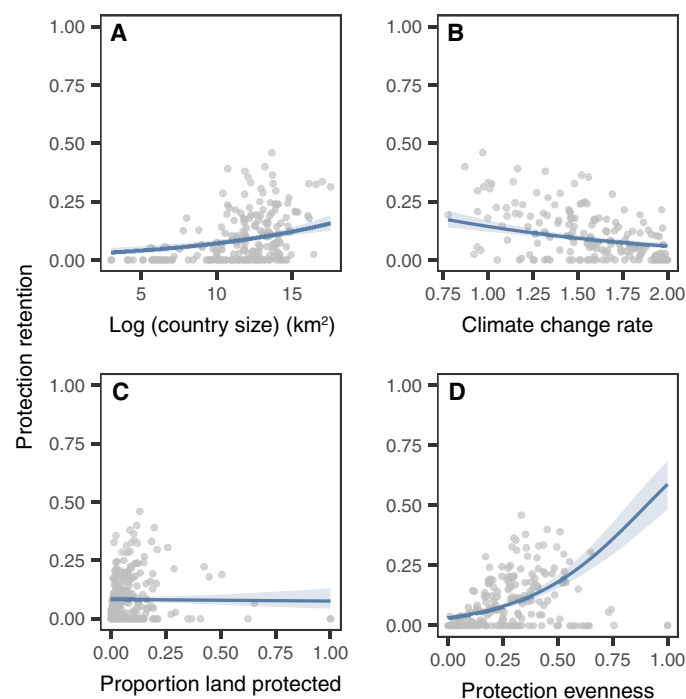 Protection retention
A
1.00
0.75
0.50
0.25
0.00
5 10 15
Log (country size) (km²)
B
1.00
0.75
0.50
0.25
0.00
0.75 1.00 1.25 1.50 1.75 2.00
Climate change rate
C
1.00
0.75
0.50
0.25
0.00
0.00 0.25 0.50 0.75 1.00
Proportion land protected
D
1.00
0.75
0.50
0.25
0.00
0.00 0.25 0.50 0.75 1.00
Protection evenness